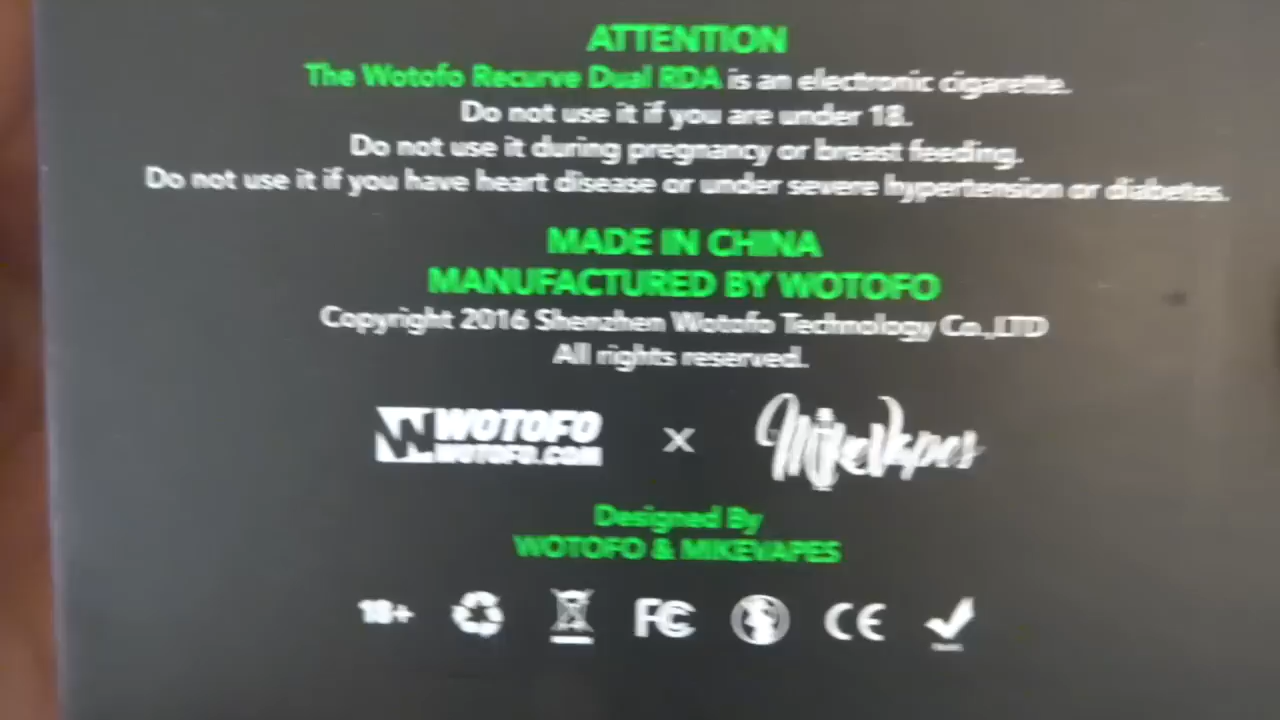 ATTENTION
The Wotofo Recurve Dual RDA is an electronic cigarette.
Do not use it if you are under 18.
Do not use it during pregnancy or breast feeding.
Do not use it if you have heart disease or under severe hypertension or diabetes.
MADE IN CHINA
MANUFACTURED BY WOTOFO
Copyright 2016 Shenzhen Wotofo Technology Co.,LTD
All rights reserved.
W WOTOFO x MikeVapes
WOTOFO.COM
Designed By
WOTOFO & MIKEVAPES
18+ FC CE